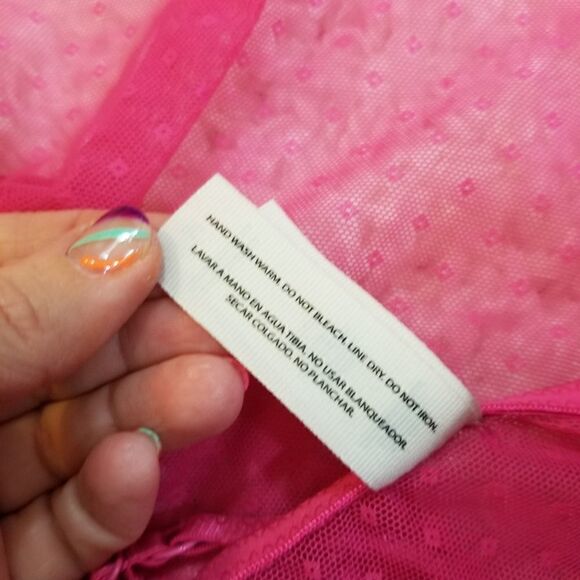 HAND WASH WARM. DO NOT BLEACH. LINE DRY. DO NOT IRON.
LAVAR A MANO EN AGUA TIBIA. NO USAR BLANQUEADOR.
SECAR COLGADO. NO PLANCHAR.